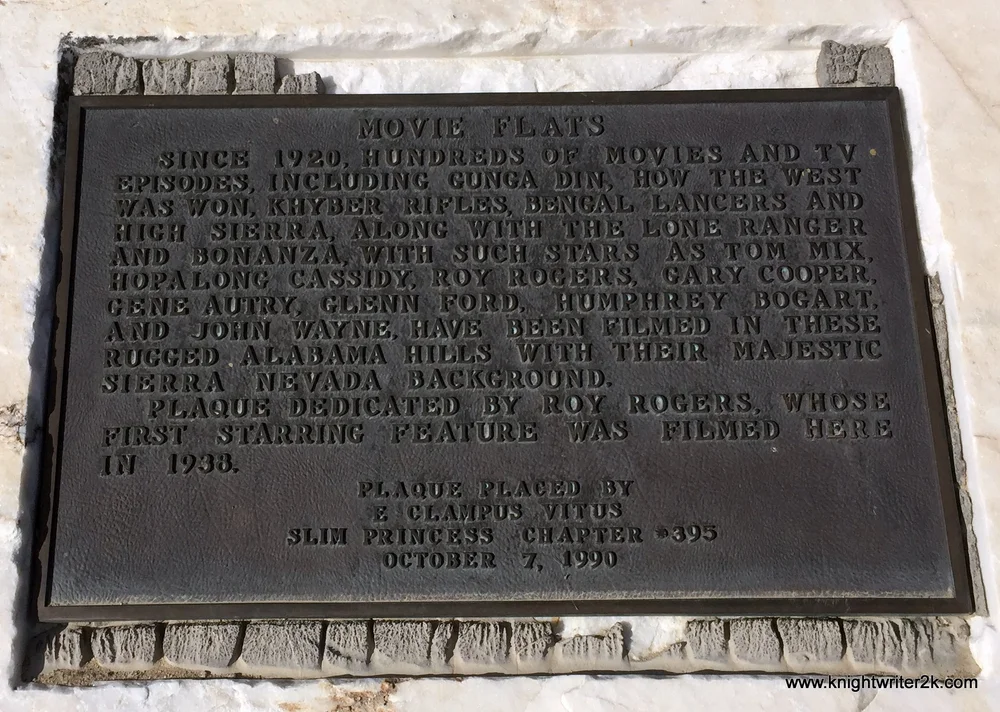 MOVIE FLATS
SINCE 1920, HUNDREDS OF MOVIES AND TV
EPISODES, INCLUDING GUNGA DIN, HOW THE WEST
WAS WON, KHYBER RIFLES, BENGAL LANCERS AND
HIGH SIERRA, ALONG WITH THE LONE RANGER
AND BONANZA, WITH SUCH STARS AS TOM MIX,
HOPALONG CASSIDY, ROY ROGERS, GARY COOPER,
GENE AUTRY, GLENN FORD, HUMPHREY BOGART,
AND JOHN WAYNE, HAVE BEEN FILMED IN THESE
RUGGED ALABAMA HILLS WITH THEIR MAJESTIC
SIERRA NEVADA BACKGROUND.
PLAQUE DEDICATED BY ROY ROGERS, WHOSE
FIRST STARRING FEATURE WAS FILMED HERE
IN 1938.
PLAQUE PLACED BY
E CLAMPUS VITUS
SLIM PRINCESS CHAPTER #395
OCTOBER 7, 1990
www.knightwriter2k.com